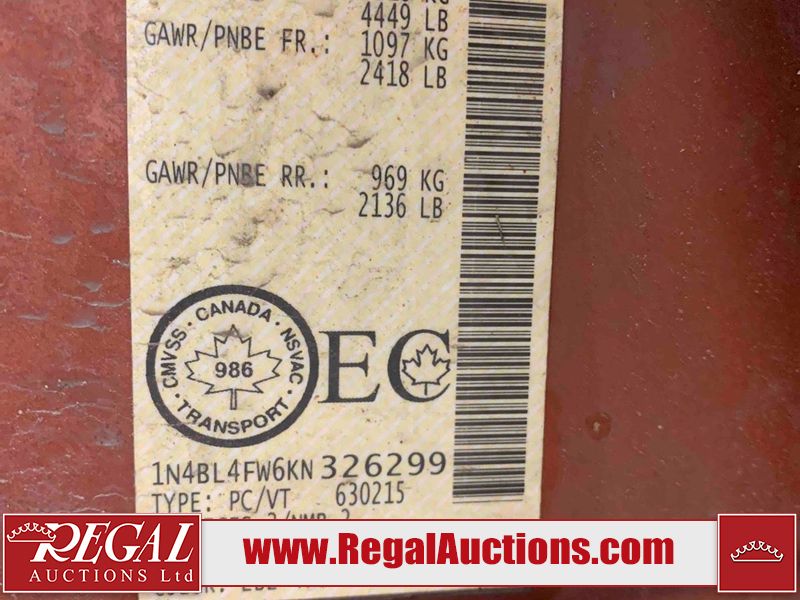 4449 LB
GAWR/PNBE FR.: 1097 KG
2418 LB
GAWR/PNBE RR.: 969 KG
2136 LB
CMVSS · CANADA · NSVAC · TRANSPORT ·
986
EC
1N4BL4FW6KN326299
TYPE: PC/VT 630215
REGAL
AUCTIONS Ltd
www.RegalAuctions.com